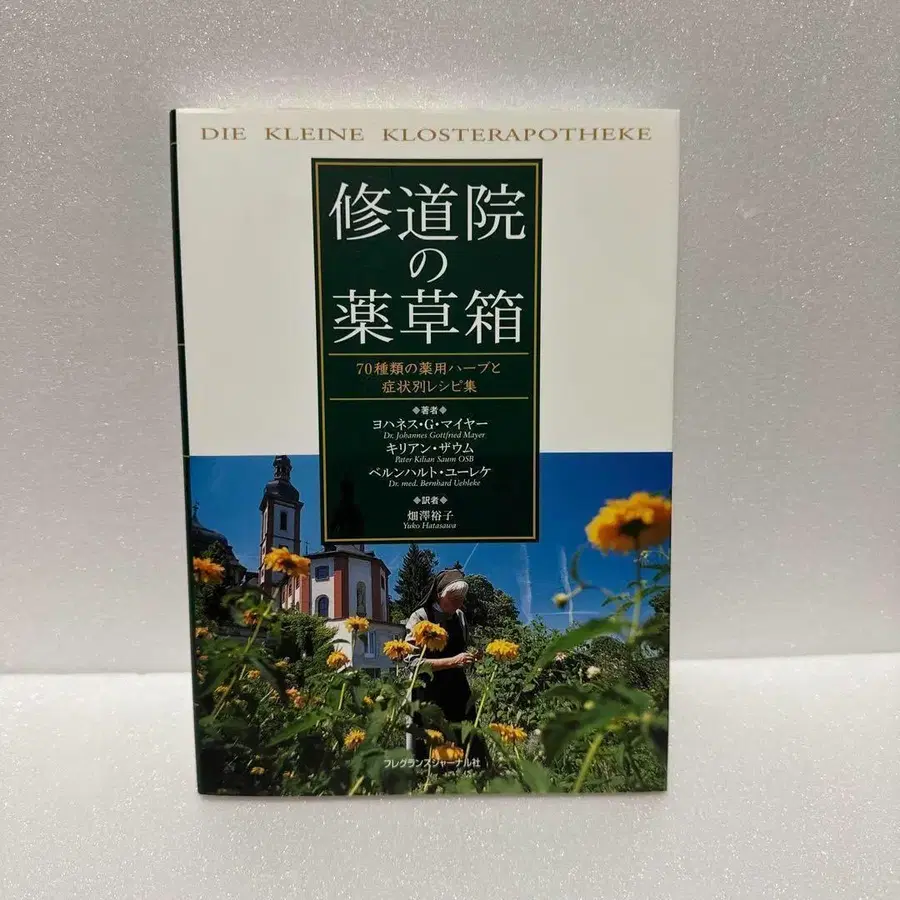 DIE KLEINE KLOSTERAPOTHEKE
修道院
の
薬草箱
70種類の薬用ハーブと
症状別レシピ集
◆著者◆
ヨハネス・G・マイヤー
Dr. Johannes Gottfried Mayer
キリアン・ザウム
Pater Kilian Saum OSB
ベルンハルト・ユーレケ
Dr. med. Bernhard Uehleke
◆訳者◆
畑澤裕子
Yuko Hatasawa
フレグランスジャーナル社